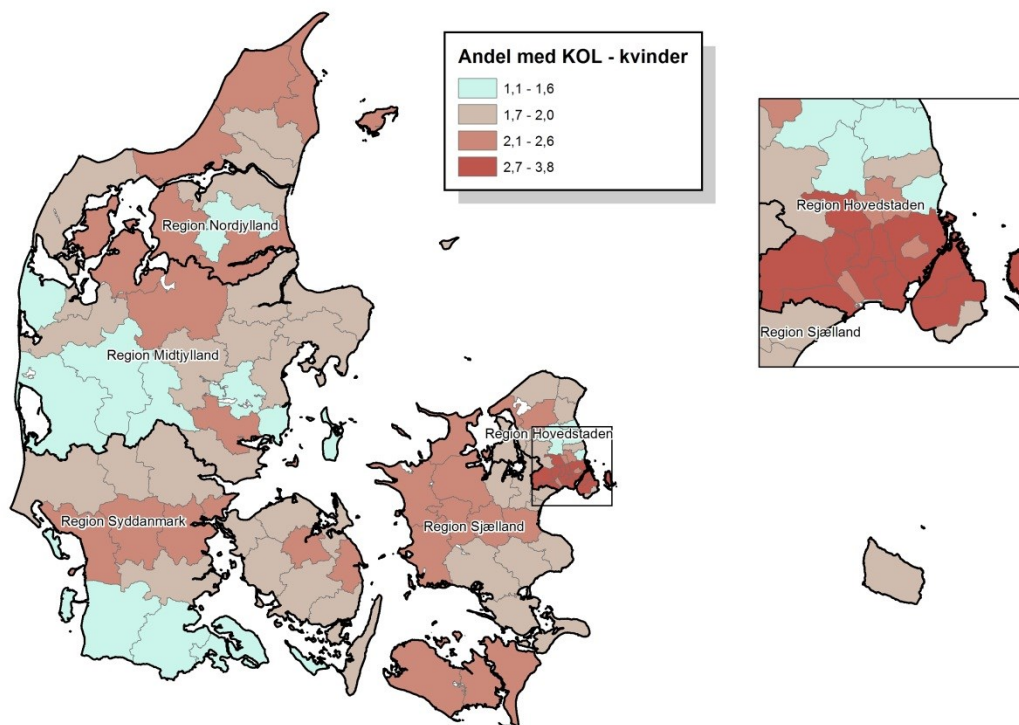 Andel med KOL - kvinder
1,1 - 1,6
1,7 - 2,0
2,1 - 2,6
2,7 - 3,8
Region Nordjylland
Region Hovedstaden
Region Sjælland
Region Midtjylland
Region Hovedstaden
Region Syddanmark
Region Sjælland